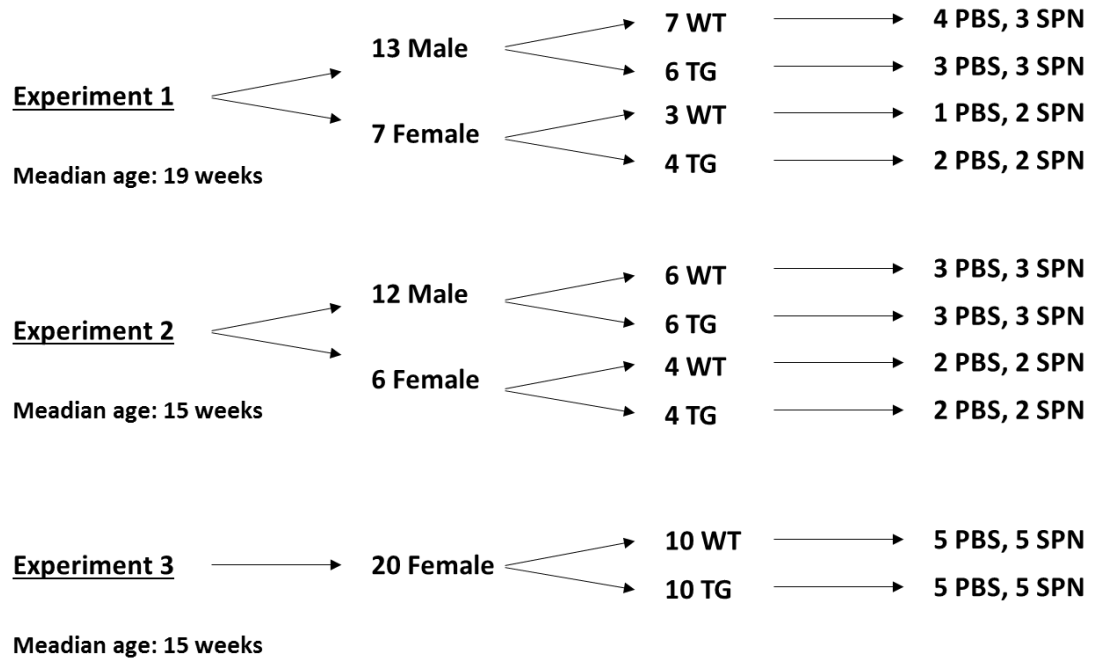 7 WT
4 PBS, 3 SPN
13 Male
6 TG
3 PBS, 3 SPN
Experiment 1
3 WT
1 PBS, 2 SPN
7 Female
4 TG
2 PBS, 2 SPN
Meadian age: 19 weeks
6 WT
3 PBS, 3 SPN
12 Male
6 TG
3 PBS, 3 SPN
Experiment 2
4 WT
2 PBS, 2 SPN
6 Female
4 TG
2 PBS, 2 SPN
Meadian age: 15 weeks
10 WT
5 PBS, 5 SPN
Experiment 3
20 Female
10 TG
5 PBS, 5 SPN
Meadian age: 15 weeks